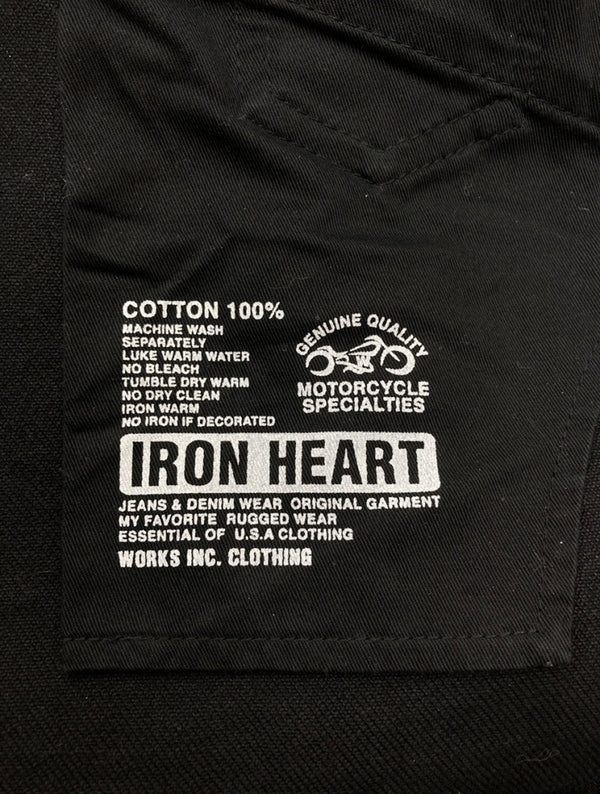 COTTON 100%
MACHINE WASH
SEPARATELY
LUKE WARM WATER
NO BLEACH
TUMBLE DRY WARM
NO DRY CLEAN
IRON WARM
NO IRON IF DECORATED
GENUINE QUALITY
MOTORCYCLE
SPECIALTIES
IRON HEART
JEANS & DENIM WEAR ORIGINAL GARMENT
MY FAVORITE RUGGED WEAR
ESSENTIAL OF U.S.A CLOTHING
WORKS INC. CLOTHING